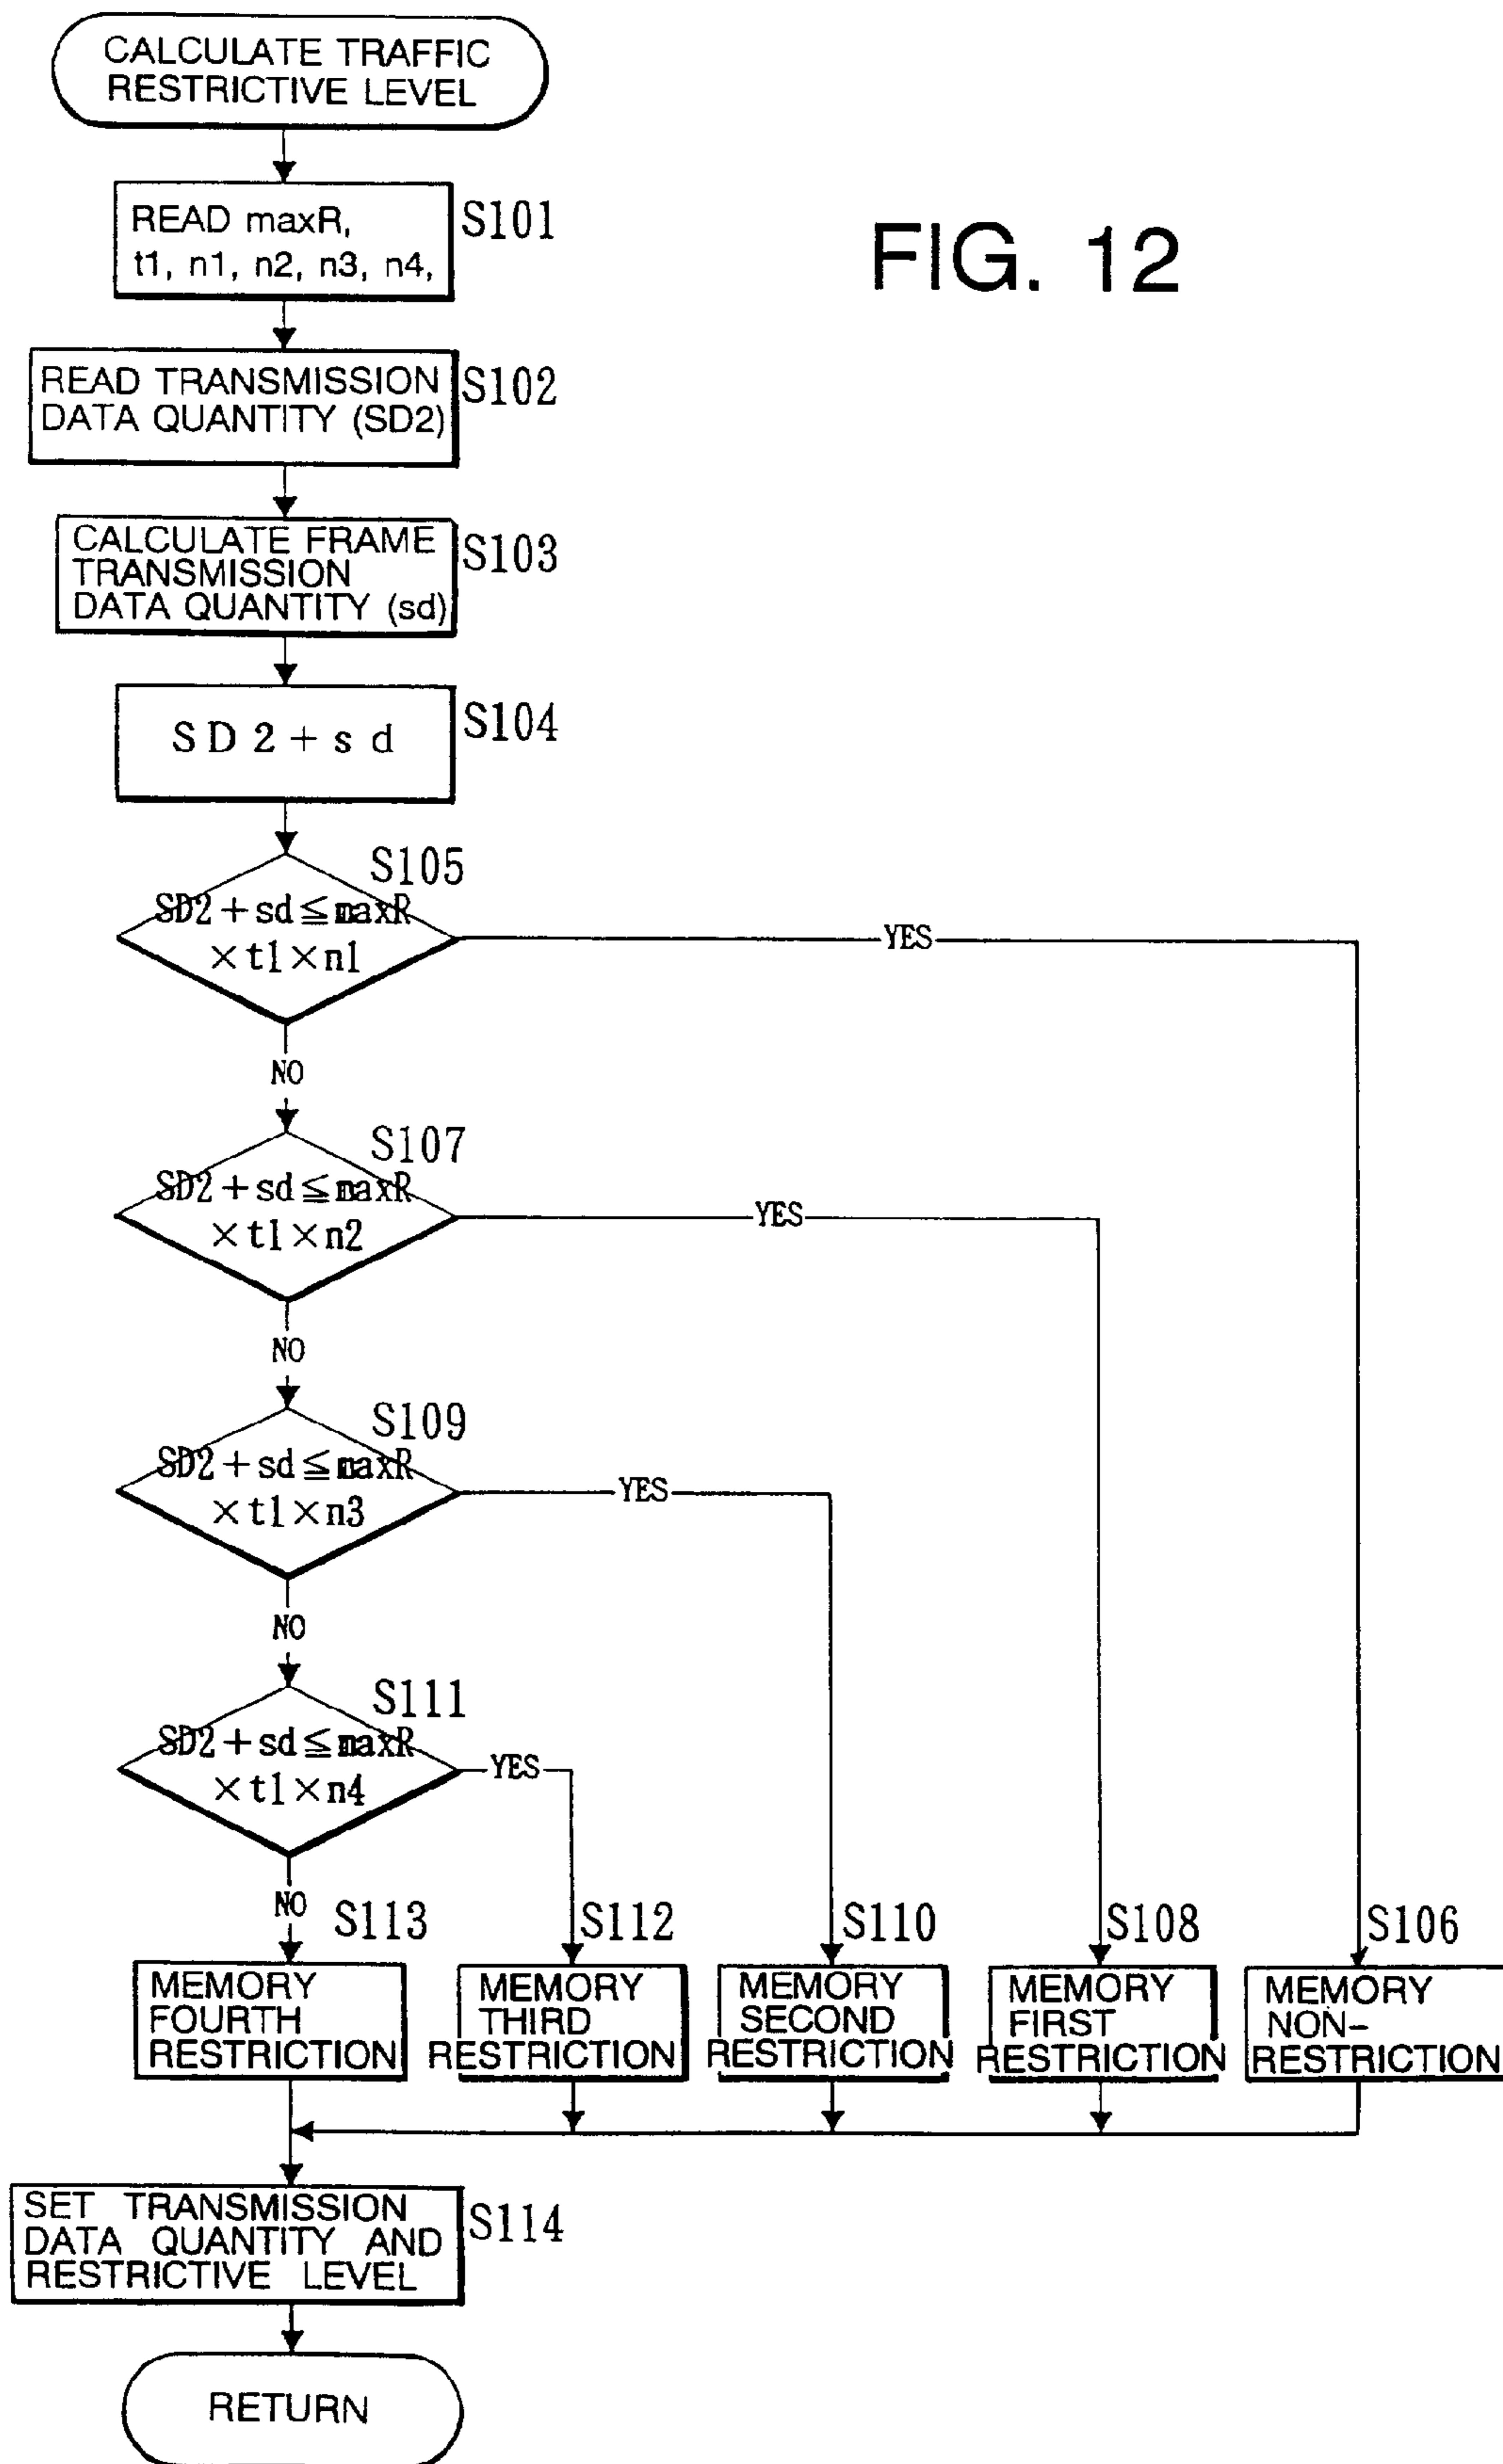 CALCULATE TRAFFIC
RESTRICTIVE LEVEL
READ maxR,
t1, n1, n2, n3, n4,
S101
FIG. 12
READ TRANSMISSION
DATA QUANTITY (SD2)
S102
CALCULATE FRAME
TRANSMISSION
DATA QUANTITY (sd)
S103
SD2+sd
S104
S105
SD2+sd≦maxR
×t1×n1
YES
NO
S107
SD2+sd≦maxR
×t1×n2
YES
NO
S109
SD2+sd≦maxR
×t1×n3
YES
NO
S111
SD2+sd≦maxR
×t1×n4
YES
NO
S113
MEMORY
FOURTH
RESTRICTION
S112
MEMORY
THIRD
RESTRICTION
S110
MEMORY
SECOND
RESTRICTION
S108
MEMORY
FIRST
RESTRICTION
S106
MEMORY
NON-
RESTRICTION
SET TRANSMISSION
DATA QUANTITY AND
RESTRICTIVE LEVEL
S114
RETURN